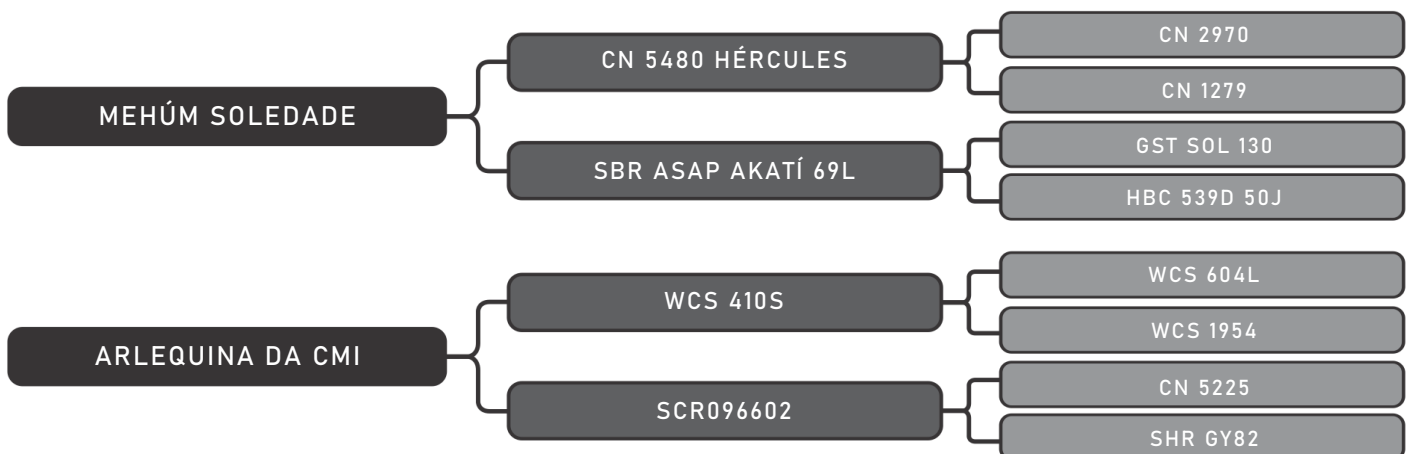 MEHÚM SOLEDADE
CN 5480 HÉRCULES
CN 2970
CN 1279
SBR ASAP AKATÍ 69L
GST SOL 130
HBC 539D 50J
ARLEQUINA DA CMI
WCS 410S
WCS 604L
WCS 1954
SCR096602
CN 5225
SHR GY82